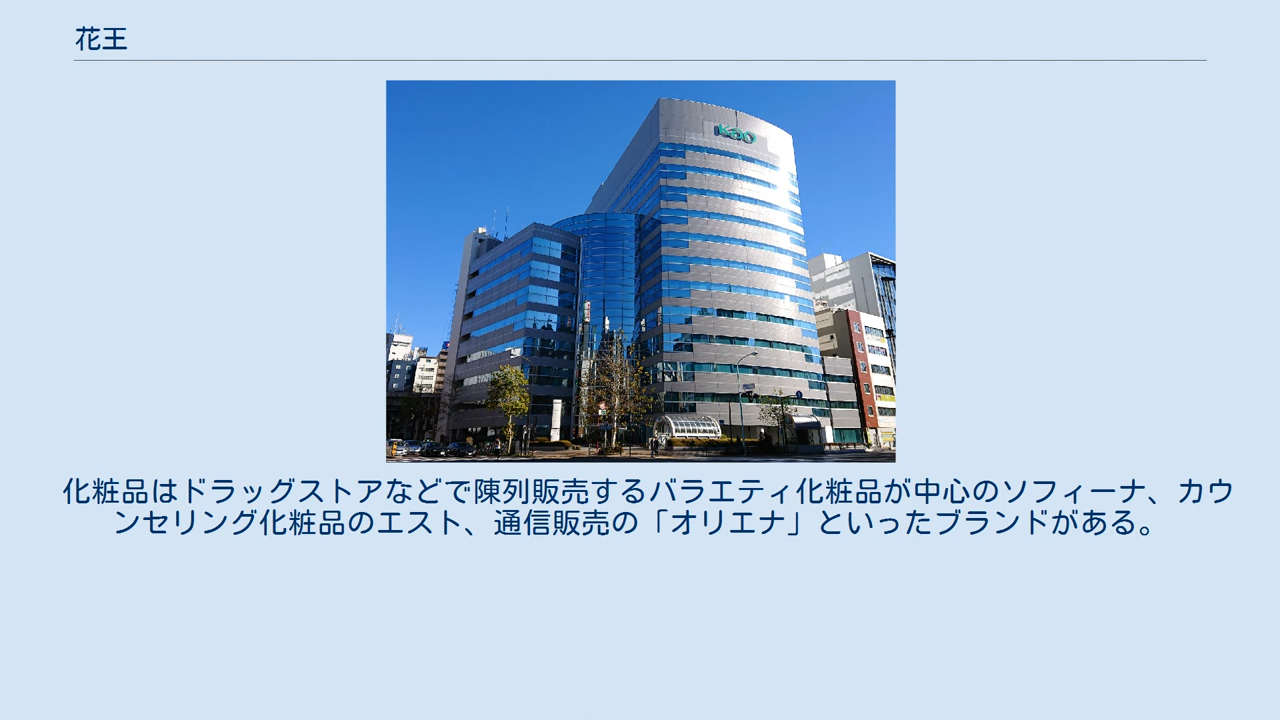 花王
Kao
化粧品はドラッグストアなどで陳列販売するバラエティ化粧品が中心のソフィーナ、カウ
ンセリング化粧品のエスト、通信販売の「オリエナ」といったブランドがある。